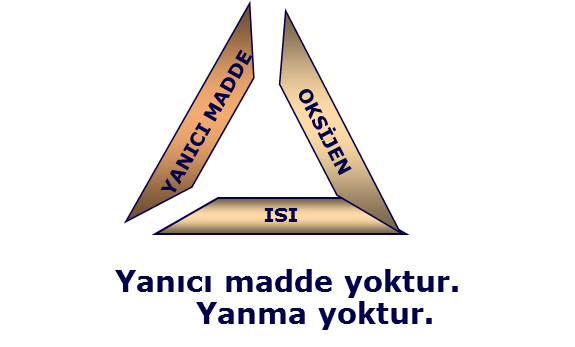 YANICI MADDE
OKSİJEN
ISI
Yanıcı madde yoktur.
Yanma yoktur.